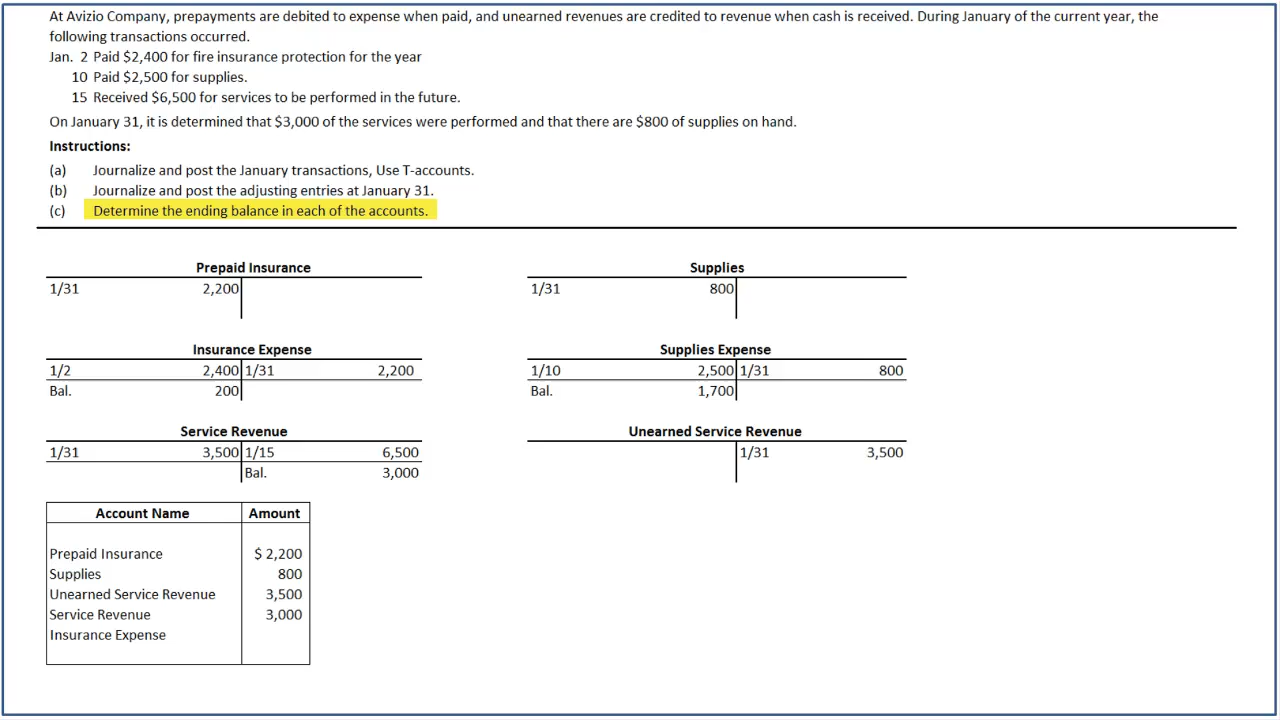 At Avizio Company, prepayments are debited to expense when paid, and unearned revenues are credited to revenue when cash is received. During January of the current year, the
following transactions occurred.
Jan. 2 Paid $2,400 for fire insurance protection for the year
10 Paid $2,500 for supplies.
15 Received $6,500 for services to be performed in the future.
On January 31, it is determined that $3,000 of the services were performed and that there are $800 of supplies on hand.
Instructions:
(a) Journalize and post the January transactions, Use T-accounts.
(b) Journalize and post the adjusting entries at January 31.
(c) Determine the ending balance in each of the accounts.
Prepaid Insurance Supplies
1/31 2,200 1/31 800
Insurance Expense Supplies Expense
1/2 2,400 1/31 2,200 1/10 2,500 1/31 800
Bal. 200 Bal. 1,700
Service Revenue Unearned Service Revenue
1/31 3,500 1/15 6,500 1/31 3,500
Bal. 3,000
Account Name Amount
Prepaid Insurance $ 2,200
Supplies 800
Unearned Service Revenue 3,500
Service Revenue 3,000
Insurance Expense